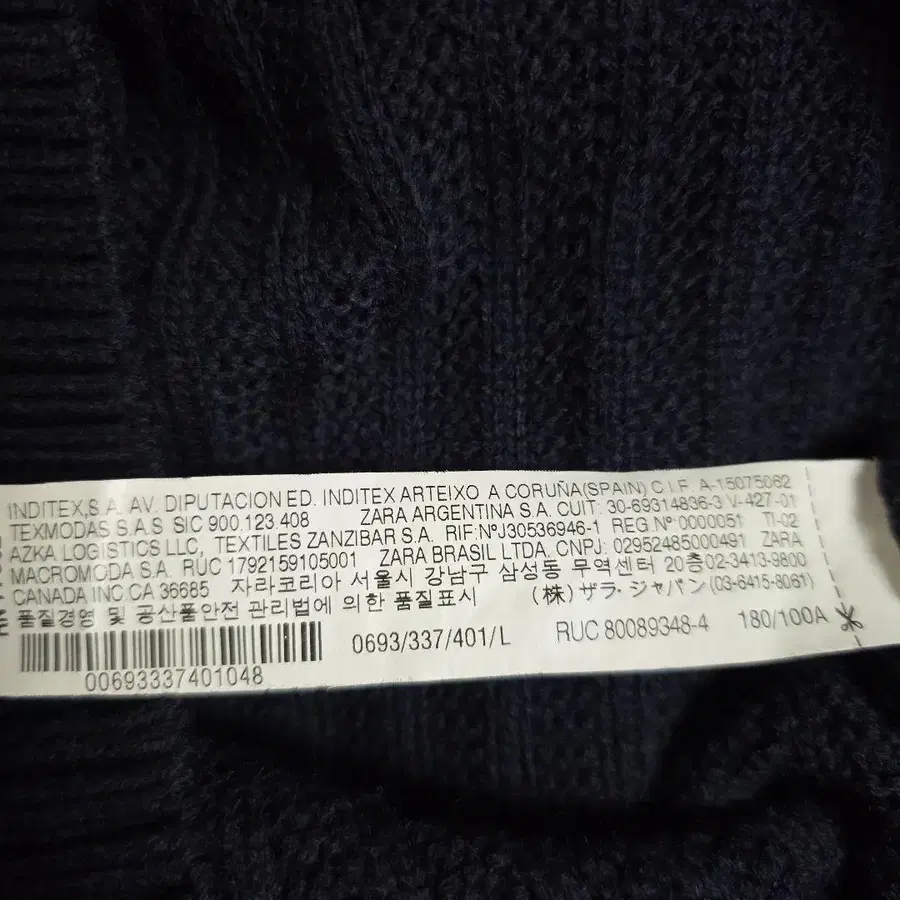 INDITEX,S.A. AV. DIPUTACION ED. INDITEX ARTEIXO A CORUÑA(SPAIN) C.I.F. A-15075062
TEXMODAS S.A.S SIC 900.123.408 ZARA ARGENTINA S.A. CUIT: 30-69314836-3 V-427-01
AZKA LOGISTICS LLC, TEXTILES ZANZIBAR S.A. RIF:NºJ30536946-1 REG Nº 0000051 TI-02
MACROMODA S.A. RUC 1792159105001 ZARA BRASIL LTDA. CNPJ: 02952485000491 ZARA
CANADA INC.CA 36685 자라코리아 서울시 강남구 삼성동 무역센터 20층02-3413-9800
품질경영 및 공산품안전 관리법에 의한 품질표시 (株)ザラ・ジャパン(03-6415-8061)
0693/337/401/L RUC 80089348-4 180/100A
00693337401048